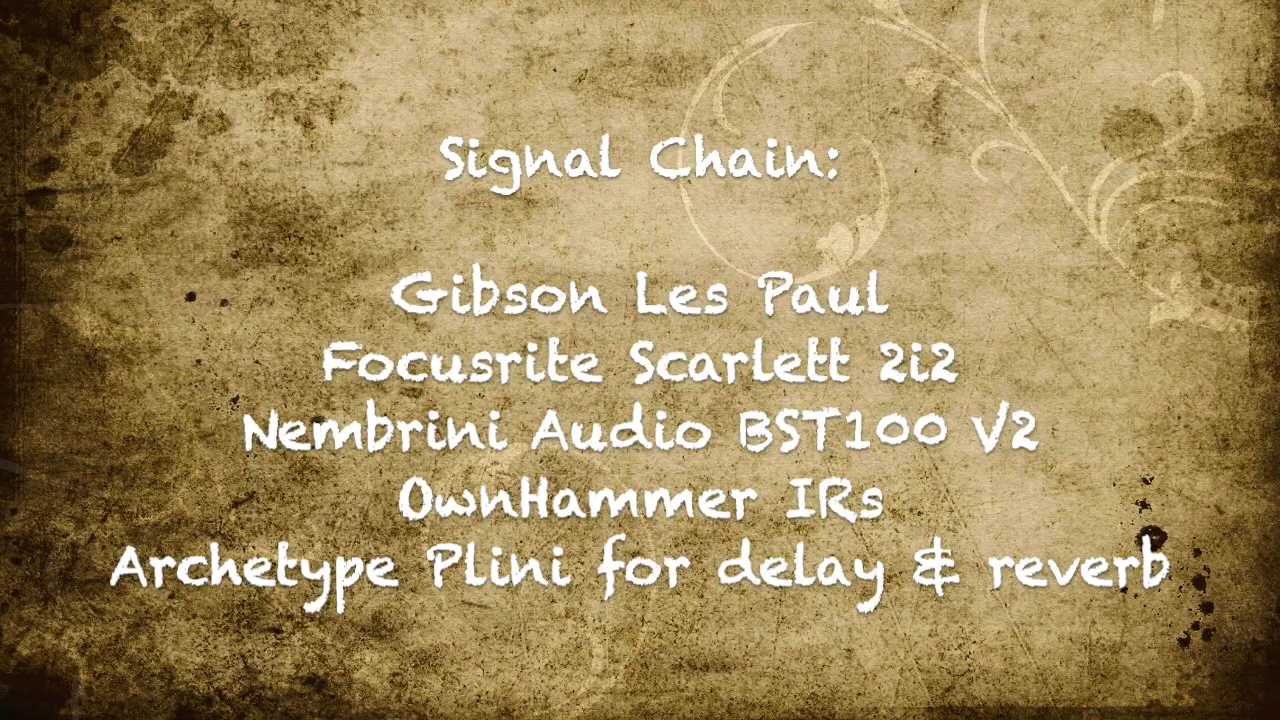 Signal Chain:
Gibson Les Paul
Focusrite Scarlett 2i2
Nembrini Audio BST100 V2
OwnHammer IRs
Archetype Plini for delay & reverb